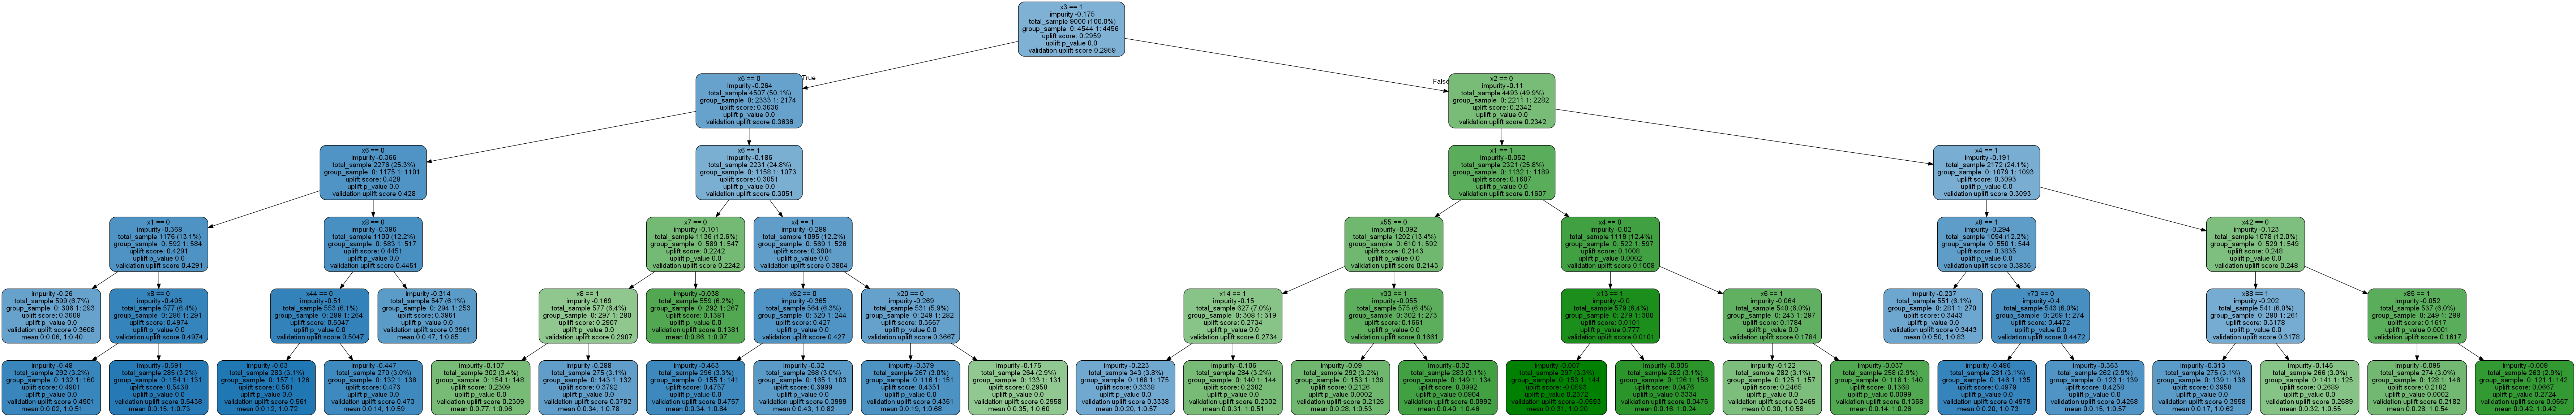 x3 == 1
impurity -0.175
total_sample 9000 (100.0%)
group_sample 0: 4544 1: 4456
uplift score: 0.2959
uplift p_value 0.0
validation uplift score 0.2959
True
False
x5 == 0
impurity -0.264
total_sample 4507 (50.1%)
group_sample 0: 2333 1: 2174
uplift score: 0.3636
uplift p_value 0.0
validation uplift score 0.3636
x2 == 0
impurity -0.11
total_sample 4493 (49.9%)
group_sample 0: 2211 1: 2282
uplift score: 0.2342
uplift p_value 0.0
validation uplift score 0.2342
x6 == 0
impurity -0.366
total_sample 2276 (25.3%)
group_sample 0: 1175 1: 1101
uplift score: 0.428
uplift p_value 0.0
validation uplift score 0.428
x6 == 1
impurity -0.186
total_sample 2231 (24.8%)
group_sample 0: 1158 1: 1073
uplift score: 0.3051
uplift p_value 0.0
validation uplift score 0.3051
x1 == 1
impurity -0.052
total_sample 2321 (25.8%)
group_sample 0: 1132 1: 1189
uplift score: 0.1607
uplift p_value 0.0
validation uplift score 0.1607
x4 == 1
impurity -0.191
total_sample 2172 (24.1%)
group_sample 0: 1079 1: 1093
uplift score: 0.3093
uplift p_value 0.0
validation uplift score 0.3093
x1 == 0
impurity -0.368
total_sample 1176 (13.1%)
group_sample 0: 592 1: 584
uplift score: 0.4291
uplift p_value 0.0
validation uplift score 0.4291
x8 == 0
impurity -0.396
total_sample 1100 (12.2%)
group_sample 0: 583 1: 517
uplift score: 0.4451
uplift p_value 0.0
validation uplift score 0.4451
x7 == 0
impurity -0.101
total_sample 1136 (12.6%)
group_sample 0: 589 1: 547
uplift score: 0.2242
uplift p_value 0.0
validation uplift score 0.2242
x4 == 1
impurity -0.289
total_sample 1095 (12.2%)
group_sample 0: 569 1: 526
uplift score: 0.3804
uplift p_value 0.0
validation uplift score 0.3804
x55 == 0
impurity -0.092
total_sample 1202 (13.4%)
group_sample 0: 610 1: 592
uplift score: 0.2143
uplift p_value 0.0
validation uplift score 0.2143
x4 == 0
impurity -0.02
total_sample 1119 (12.4%)
group_sample 0: 522 1: 597
uplift score: 0.1008
uplift p_value 0.0002
validation uplift score 0.1008
x8 == 1
impurity -0.294
total_sample 1094 (12.2%)
group_sample 0: 550 1: 544
uplift score: 0.3835
uplift p_value 0.0
validation uplift score 0.3835
x42 == 0
impurity -0.123
total_sample 1078 (12.0%)
group_sample 0: 529 1: 549
uplift score: 0.248
uplift p_value 0.0
validation uplift score 0.248
impurity -0.26
total_sample 599 (6.7%)
group_sample 0: 306 1: 293
uplift score: 0.3608
uplift p_value 0.0
validation uplift score 0.3608
mean 0:0.06, 1:0.40
x8 == 0
impurity -0.495
total_sample 577 (6.4%)
group_sample 0: 286 1: 291
uplift score: 0.4974
uplift p_value 0.0
validation uplift score 0.4974
x44 == 0
impurity -0.51
total_sample 553 (6.1%)
group_sample 0: 289 1: 264
uplift score: 0.5047
uplift p_value 0.0
validation uplift score 0.5047
impurity -0.314
total_sample 547 (6.1%)
group_sample 0: 294 1: 253
uplift score: 0.3961
uplift p_value 0.0
validation uplift score 0.3961
mean 0:0.47, 1:0.85
x8 == 1
impurity -0.169
total_sample 577 (6.4%)
group_sample 0: 297 1: 280
uplift score: 0.2907
uplift p_value 0.0
validation uplift score 0.2907
impurity -0.038
total_sample 559 (6.2%)
group_sample 0: 292 1: 267
uplift score: 0.1381
uplift p_value 0.0
validation uplift score 0.1381
mean 0:0.86, 1:0.97
x62 == 0
impurity -0.365
total_sample 564 (6.3%)
group_sample 0: 320 1: 244
uplift score: 0.427
uplift p_value 0.0
validation uplift score 0.427
x20 == 0
impurity -0.269
total_sample 531 (5.9%)
group_sample 0: 249 1: 282
uplift score: 0.3667
uplift p_value 0.0
validation uplift score 0.3667
x14 == 1
impurity -0.15
total_sample 627 (7.0%)
group_sample 0: 308 1: 319
uplift score: 0.2734
uplift p_value 0.0
validation uplift score 0.2734
x33 == 1
impurity -0.055
total_sample 575 (6.4%)
group_sample 0: 302 1: 273
uplift score: 0.1661
uplift p_value 0.0
validation uplift score 0.1661
x13 == 1
impurity -0.0
total_sample 579 (6.4%)
group_sample 0: 279 1: 300
uplift score: 0.0101
uplift p_value 0.777
validation uplift score 0.0101
x6 == 1
impurity -0.064
total_sample 540 (6.0%)
group_sample 0: 243 1: 297
uplift score: 0.1784
uplift p_value 0.0
validation uplift score 0.1784
impurity -0.237
total_sample 551 (6.1%)
group_sample 0: 281 1: 270
uplift score: 0.3443
uplift p_value 0.0
validation uplift score 0.3443
mean 0:0.50, 1:0.83
x73 == 0
impurity -0.4
total_sample 543 (6.0%)
group_sample 0: 269 1: 274
uplift score: 0.4472
uplift p_value 0.0
validation uplift score 0.4472
x88 == 1
impurity -0.202
total_sample 541 (6.0%)
group_sample 0: 280 1: 261
uplift score: 0.3178
uplift p_value 0.0
validation uplift score 0.3178
x85 == 1
impurity -0.052
total_sample 537 (6.0%)
group_sample 0: 249 1: 288
uplift score: 0.1617
uplift p_value 0.0001
validation uplift score 0.1617
impurity -0.48
total_sample 292 (3.2%)
group_sample 0: 132 1: 160
uplift score: 0.4901
uplift p_value 0.0
validation uplift score 0.4901
mean 0:0.02, 1:0.51
impurity -0.591
total_sample 285 (3.2%)
group_sample 0: 154 1: 131
uplift score: 0.5438
uplift p_value 0.0
validation uplift score 0.5438
mean 0:0.15, 1:0.73
impurity -0.63
total_sample 283 (3.1%)
group_sample 0: 157 1: 126
uplift score: 0.561
uplift p_value 0.0
validation uplift score 0.561
mean 0:0.12, 1:0.72
impurity -0.447
total_sample 270 (3.0%)
group_sample 0: 132 1: 138
uplift score: 0.473
uplift p_value 0.0
validation uplift score 0.473
mean 0:0.14, 1:0.59
impurity -0.107
total_sample 302 (3.4%)
group_sample 0: 154 1: 148
uplift score: 0.2309
uplift p_value 0.0
validation uplift score 0.2309
mean 0:0.77, 1:0.96
impurity -0.288
total_sample 275 (3.1%)
group_sample 0: 143 1: 132
uplift score: 0.3792
uplift p_value 0.0
validation uplift score 0.3792
mean 0:0.34, 1:0.78
impurity -0.453
total_sample 296 (3.3%)
group_sample 0: 155 1: 141
uplift score: 0.4757
uplift p_value 0.0
validation uplift score 0.4757
mean 0:0.34, 1:0.84
impurity -0.32
total_sample 268 (3.0%)
group_sample 0: 165 1: 103
uplift score: 0.3999
uplift p_value 0.0
validation uplift score 0.3999
mean 0:0.43, 1:0.82
impurity -0.379
total_sample 267 (3.0%)
group_sample 0: 116 1: 151
uplift score: 0.4351
uplift p_value 0.0
validation uplift score 0.4351
mean 0:0.19, 1:0.68
impurity -0.175
total_sample 264 (2.9%)
group_sample 0: 133 1: 131
uplift score: 0.2958
uplift p_value 0.0
validation uplift score 0.2958
mean 0:0.35, 1:0.60
impurity -0.223
total_sample 343 (3.8%)
group_sample 0: 168 1: 175
uplift score: 0.3338
uplift p_value 0.0
validation uplift score 0.3338
mean 0:0.20, 1:0.57
impurity -0.106
total_sample 284 (3.2%)
group_sample 0: 140 1: 144
uplift score: 0.2302
uplift p_value 0.0
validation uplift score 0.2302
mean 0:0.31, 1:0.51
impurity -0.09
total_sample 292 (3.2%)
group_sample 0: 153 1: 139
uplift score: 0.2126
uplift p_value 0.0002
validation uplift score 0.2126
mean 0:0.28, 1:0.53
impurity -0.02
total_sample 283 (3.1%)
group_sample 0: 149 1: 134
uplift score: 0.0992
uplift p_value 0.0904
validation uplift score 0.0992
mean 0:0.40, 1:0.46
impurity -0.007
total_sample 297 (3.3%)
group_sample 0: 153 1: 144
uplift score: -0.0593
uplift p_value 0.2372
validation uplift score -0.0593
mean 0:0.31, 1:0.20
impurity -0.005
total_sample 282 (3.1%)
group_sample 0: 126 1: 156
uplift score: 0.0476
uplift p_value 0.3334
validation uplift score 0.0476
mean 0:0.16, 1:0.24
impurity -0.122
total_sample 282 (3.1%)
group_sample 0: 125 1: 157
uplift score: 0.2465
uplift p_value 0.0
validation uplift score 0.2465
mean 0:0.30, 1:0.58
impurity -0.037
total_sample 258 (2.9%)
group_sample 0: 118 1: 140
uplift score: 0.1368
uplift p_value 0.0099
validation uplift score 0.1368
mean 0:0.14, 1:0.26
impurity -0.496
total_sample 281 (3.1%)
group_sample 0: 146 1: 135
uplift score: 0.4979
uplift p_value 0.0
validation uplift score 0.4979
mean 0:0.20, 1:0.73
impurity -0.363
total_sample 262 (2.9%)
group_sample 0: 123 1: 139
uplift score: 0.4258
uplift p_value 0.0
validation uplift score 0.4258
mean 0:0.15, 1:0.57
impurity -0.313
total_sample 275 (3.1%)
group_sample 0: 139 1: 136
uplift score: 0.3958
uplift p_value 0.0
validation uplift score 0.3958
mean 0:0.17, 1:0.62
impurity -0.145
total_sample 266 (3.0%)
group_sample 0: 141 1: 125
uplift score: 0.2689
uplift p_value 0.0
validation uplift score 0.2689
mean 0:0.32, 1:0.55
impurity -0.095
total_sample 274 (3.0%)
group_sample 0: 128 1: 146
uplift score: 0.2182
uplift p_value 0.0002
validation uplift score 0.2182
mean 0:0.28, 1:0.54
impurity -0.009
total_sample 263 (2.9%)
group_sample 0: 121 1: 142
uplift score: 0.0667
uplift p_value 0.2724
validation uplift score 0.0667
mean 0:0.42, 1:0.42